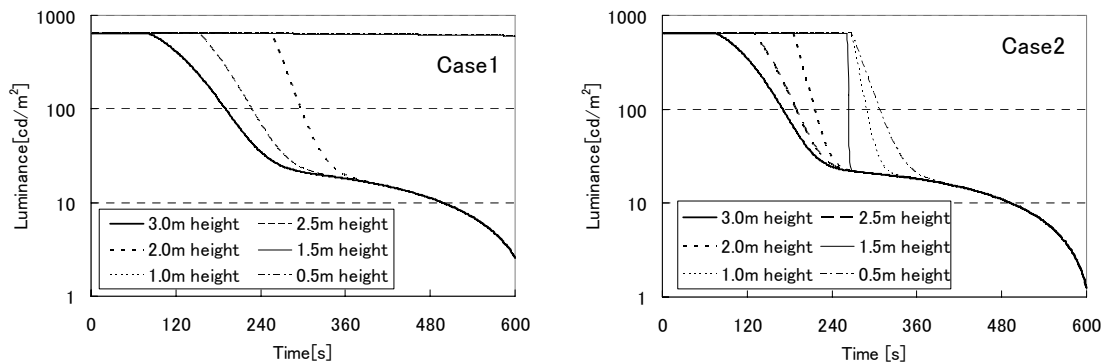 1000
100
10
1
Luminance[cd/m²]
Case1
3.0m height
2.5m height
2.0m height
1.5m height
1.0m height
0.5m height
0 120 240 360 480 600
Time[s]
1000
100
10
1
Luminance[cd/m²]
Case2
3.0m height
2.5m height
2.0m height
1.5m height
1.0m height
0.5m height
0 120 240 360 480 600
Time [s]